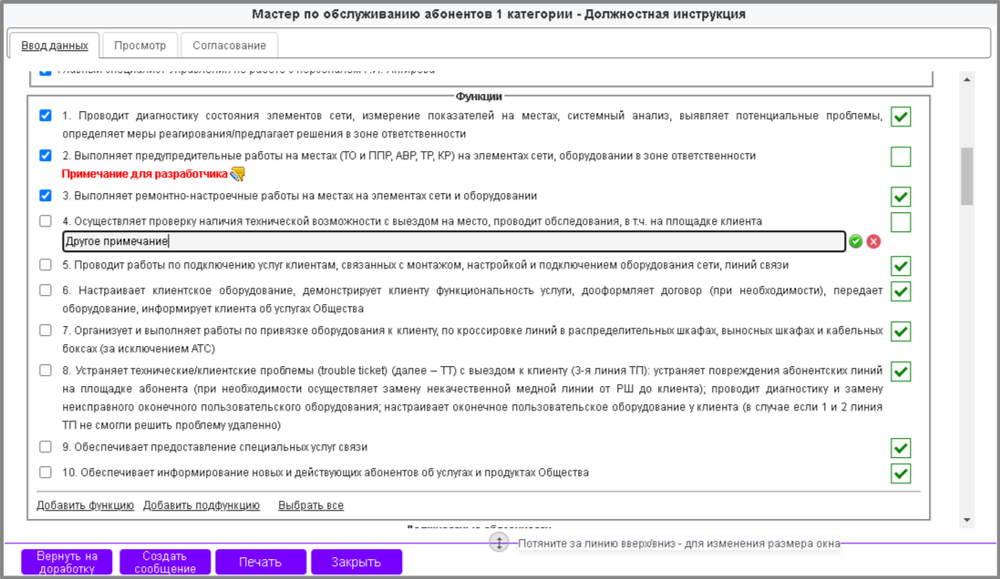 Мастер по обслуживанию абонентов 1 категории - Должностная инструкция
Ввод данных Просмотр Согласование
Функции
1. Проводит диагностику состояния элементов сети, измерение показателей на местах, системный анализ, выявляет потенциальные проблемы,
определяет меры реагирования/предлагает решения в зоне ответственности
2. Выполняет предупредительные работы на местах (ТО и ППР, АВР, ТР, КР) на элементах сети, оборудовании в зоне ответственности
Примечание для разработчика
3. Выполняет ремонтно-настроечные работы на местах на элементах сети и оборудовании
4. Осуществляет проверку наличия технической возможности с выездом на место, проводит обследования, в т.ч. на площадке клиента
Другое примечание
5. Проводит работы по подключению услуг клиентам, связанных с монтажом, настройкой и подключением оборудования сети, линий связи
6. Настраивает клиентское оборудование, демонстрирует клиенту функциональность услуги, дооформляет договор (при необходимости), передает
оборудование, информирует клиента об услугах Общества
7. Организует и выполняет работы по привязке оборудования к клиенту, по кроссировке линий в распределительных шкафах, выносных шкафах и кабельных
боксах (за исключением АТС)
8. Устраняет технические/клиентские проблемы (trouble ticket) (далее – ТТ) с выездом к клиенту (3-я линия ТП): устраняет повреждения абонентских линий
на площадке абонента (при необходимости осуществляет замену некачественной медной линии от РШ до клиента); проводит диагностику и замену
неисправного оконечного пользовательского оборудования; настраивает оконечное пользовательское оборудование у клиента (в случае если 1 и 2 линия
ТП не смогли решить проблему удаленно)
9. Обеспечивает предоставление специальных услуг связи
10. Обеспечивает информирование новых и действующих абонентов об услугах и продуктах Общества
Добавить функцию Добавить подфункцию Выбрать все
Потяните за линию вверх/вниз - для изменения размера окна
Вернуть на
доработку
Создать
сообщение
Печать
Закрыть